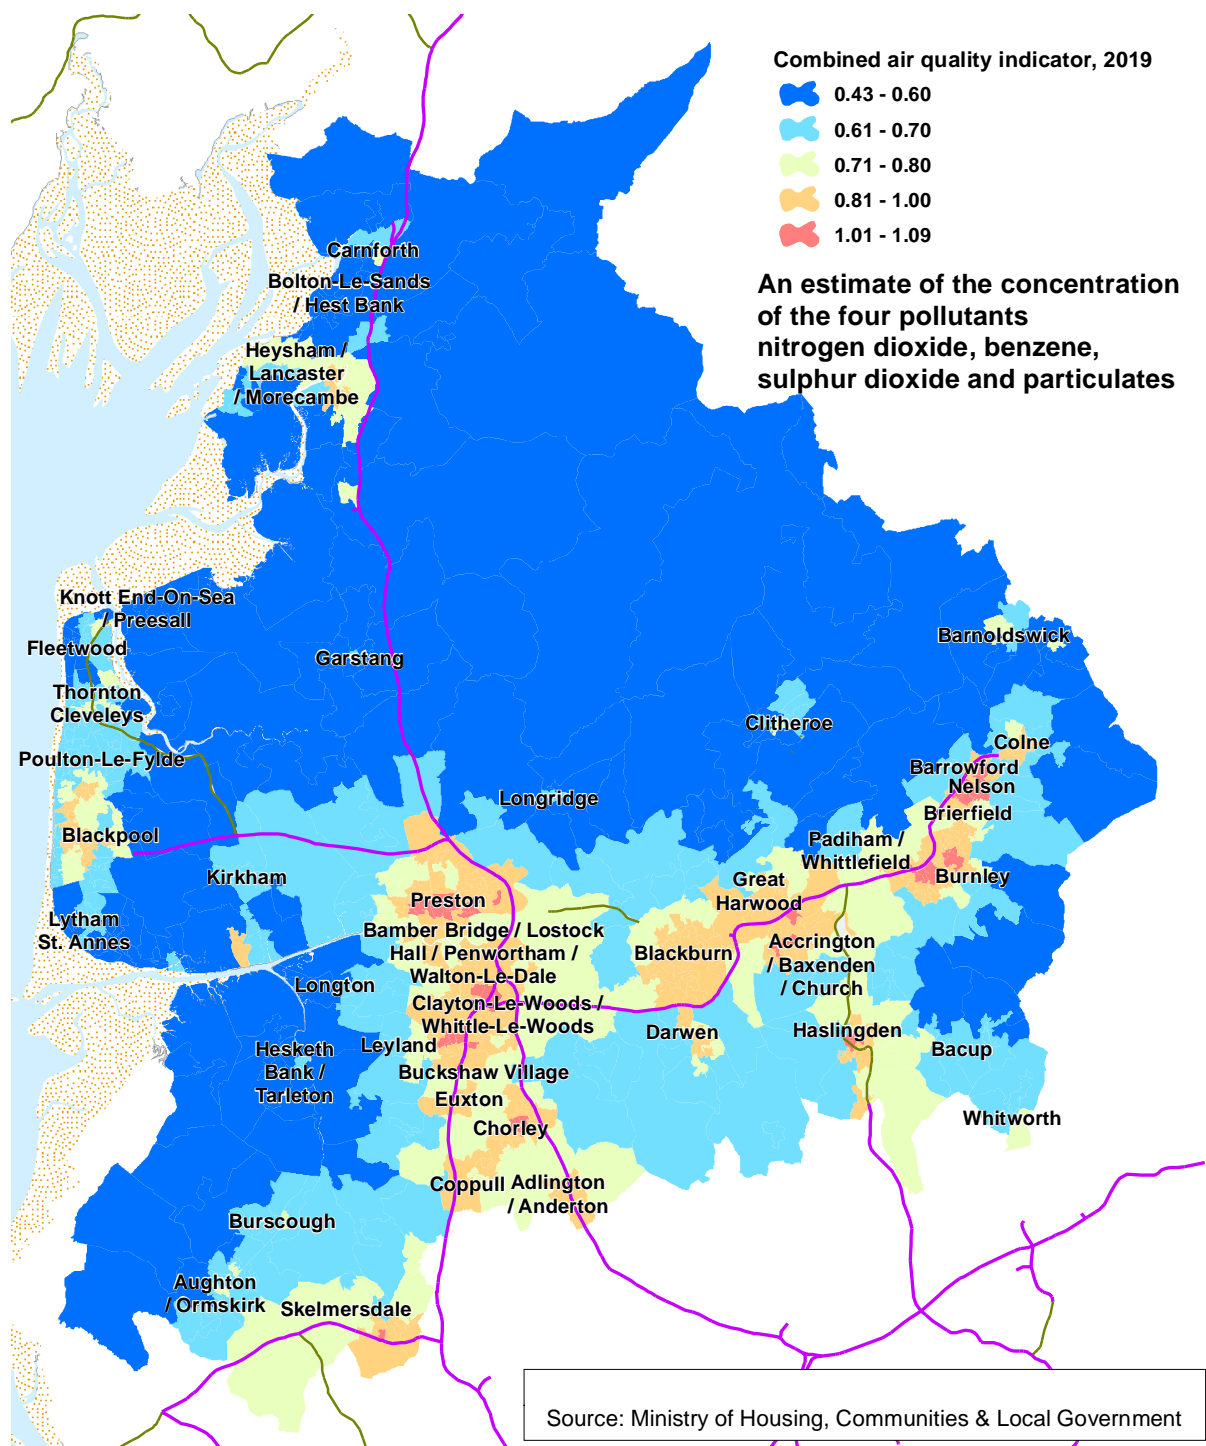 Combined air quality indicator, 2019
0.43 - 0.60
0.61 - 0.70
0.71 - 0.80
0.81 - 1.00
1.01 - 1.09
An estimate of the concentration
of the four pollutants
nitrogen dioxide, benzene,
sulphur dioxide and particulates
Carnforth
Bolton-Le-Sands
/ Hest Bank
Heysham /
Lancaster
/ Morecambe
Knott End-On-Sea
/ Preesall
Fleetwood
Garstang
Barnoldswick
Thornton
Cleveleys
Clitheroe
Poulton-Le-Fylde
Colne
Barrowford
Nelson
Longridge
Brierfield
Blackpool
Padiham /
Whittlefield
Kirkham
Great
Harwood
Burnley
Preston
Lytham
St. Annes
Bamber Bridge / Lostock
Hall / Penwortham /
Walton-Le-Dale
Blackburn
Accrington
/ Baxenden
/ Church
Longton
Clayton-Le-Woods /
Whittle-Le-Woods
Darwen
Haslingden
Leyland
Hesketh
Bank /
Tarleton
Bacup
Buckshaw Village
Euxton
Whitworth
Chorley
Coppull
Adlington
/ Anderton
Burscough
Aughton
/ Ormskirk
Skelmersdale
Source: Ministry of Housing, Communities & Local Government